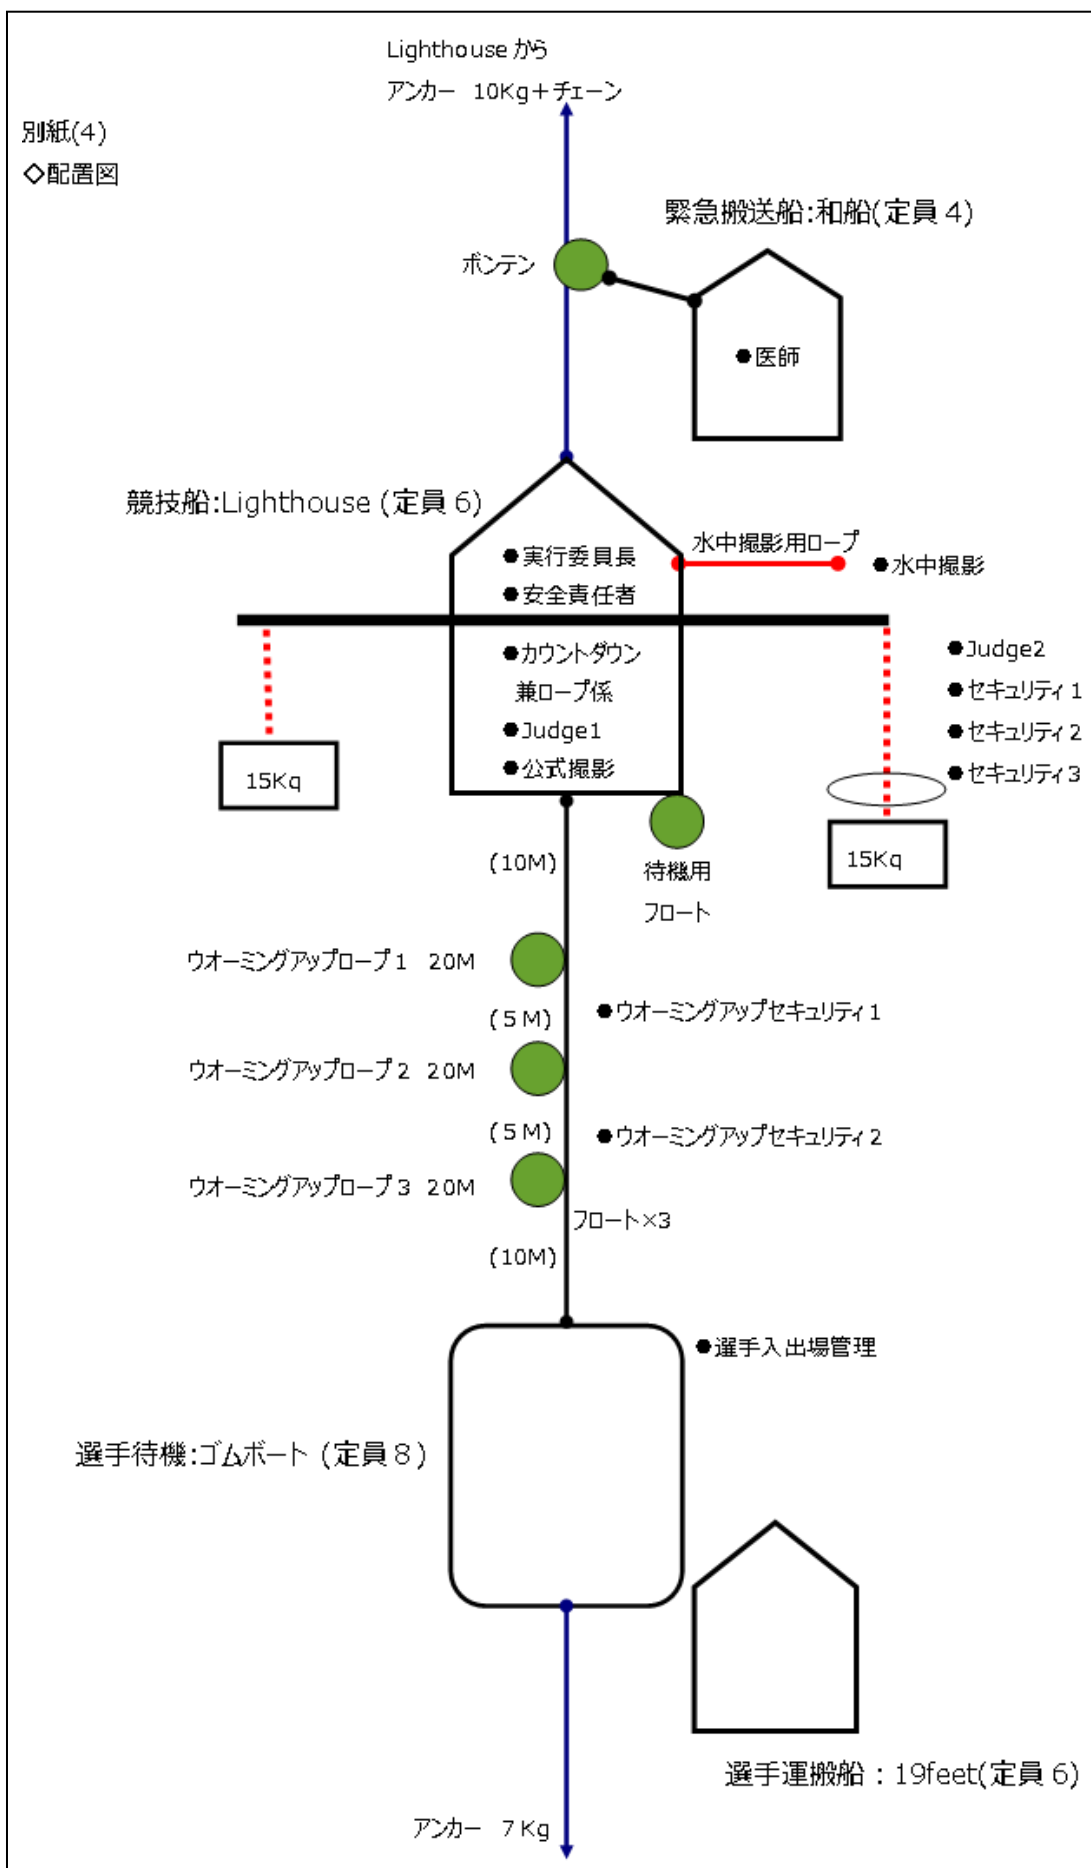 Lighthouse から
アンカー 10Kg＋チェーン
別紙(4)
◇配置図
緊急搬送船:和船(定員 4)
ボンテン
●医師
競技船:Lighthouse (定員 6)
水中撮影用ロープ
●実行委員長
●水中撮影
●安全責任者
●カウントダウン
兼ロープ係
●Judge1
●公式撮影
●Judge2
●セキュリティ 1
●セキュリティ 2
●セキュリティ 3
15Kg
15Kg
(10M)
待機用
フロート
ウオーミングアップロープ 1 20M
(5 M)
●ウオーミングアップセキュリティ 1
ウオーミングアップロープ 2 20M
(5 M)
●ウオーミングアップセキュリティ 2
ウオーミングアップロープ 3 20M
フロート×3
(10M)
●選手入出場管理
選手待機:ゴムボート (定員 8)
選手運搬船：19feet(定員 6)
アンカー 7 Kg